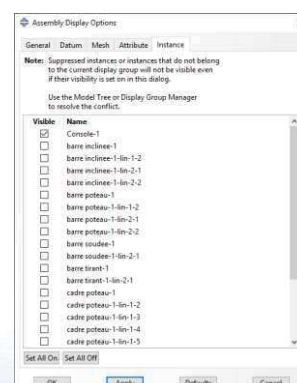 Assembly Display Options
General Datum Mesh Attribute Instance
Note: Suppressed instances or instances that do not belong
to the current display group will not be visible even
if their visibility is set on in this dialog.
Use the Model Tree or Display Group Manager
to resolve the conflict.
Visible Name
Console-1
barre inclinee-1
barre inclinee-1-lin-1-2
barre inclinee-1-lin-2-1
barre inclinee-1-lin-2-2
barre poteau-1
barre poteau-1-lin-1-2
barre poteau-1-lin-2-1
barre poteau-1-lin-2-2
barre soudee-1
barre soudee-1-lin-2-1
barre tirant-1
barre tirant-1-lin-2-1
cadre poteau-1
cadre poteau-1-lin-1-2
cadre poteau-1-lin-1-3
cadre poteau-1-lin-1-4
cadre poteau-1-lin-1-5
Set All On Set All Off
OK Apply Defaults Cancel